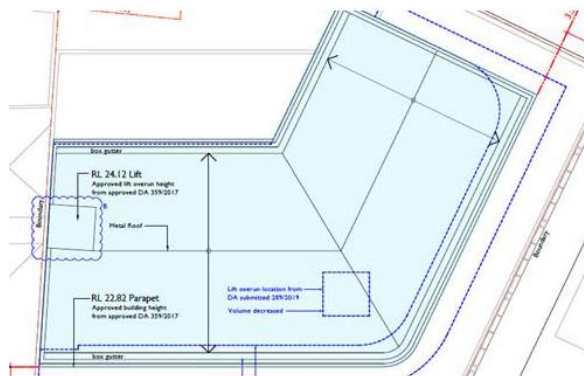 box gutter
RL 24.12 Lift
Approved lift overun height
from approved DA 359/2017
B
Boundary
Metal Roof
Boundary
RL 22.82 Parapet
Approved building height
from approved DA 359/2017
Lift overun location from
DA submitted 289/2019
Volume decreased
box gutter